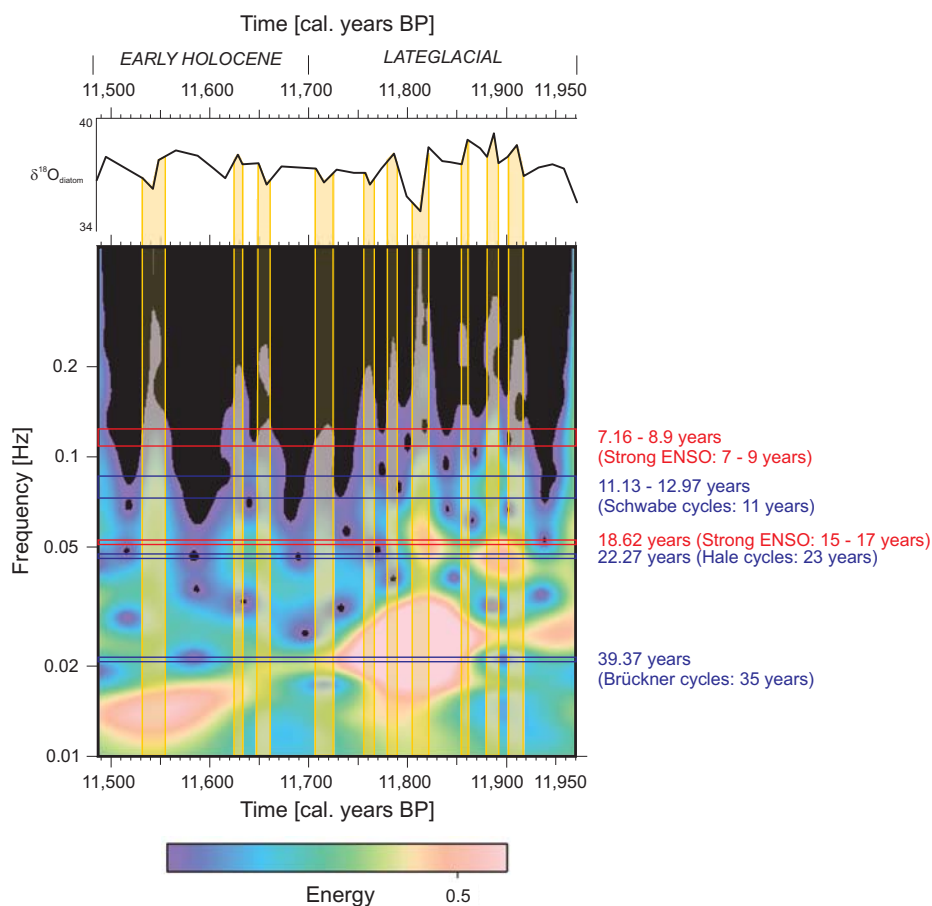 Time [cal. years BP]
EARLY HOLOCENE LATEGLACIAL
11,500 11,600 11,700 11,800 11,900 11,950
40
δ¹⁸O diatom
34
Frequency [Hz]
0.2
0.1
0.05
0.02
0.01
7.16 - 8.9 years
(Strong ENSO: 7 - 9 years)
11.13 - 12.97 years
(Schwabe cycles: 11 years)
18.62 years (Strong ENSO: 15 - 17 years)
22.27 years (Hale cycles: 23 years)
39.37 years
(Brückner cycles: 35 years)
11,500 11,600 11,700 11,800 11,900 11,950
Time [cal. years BP]
Energy 0.5